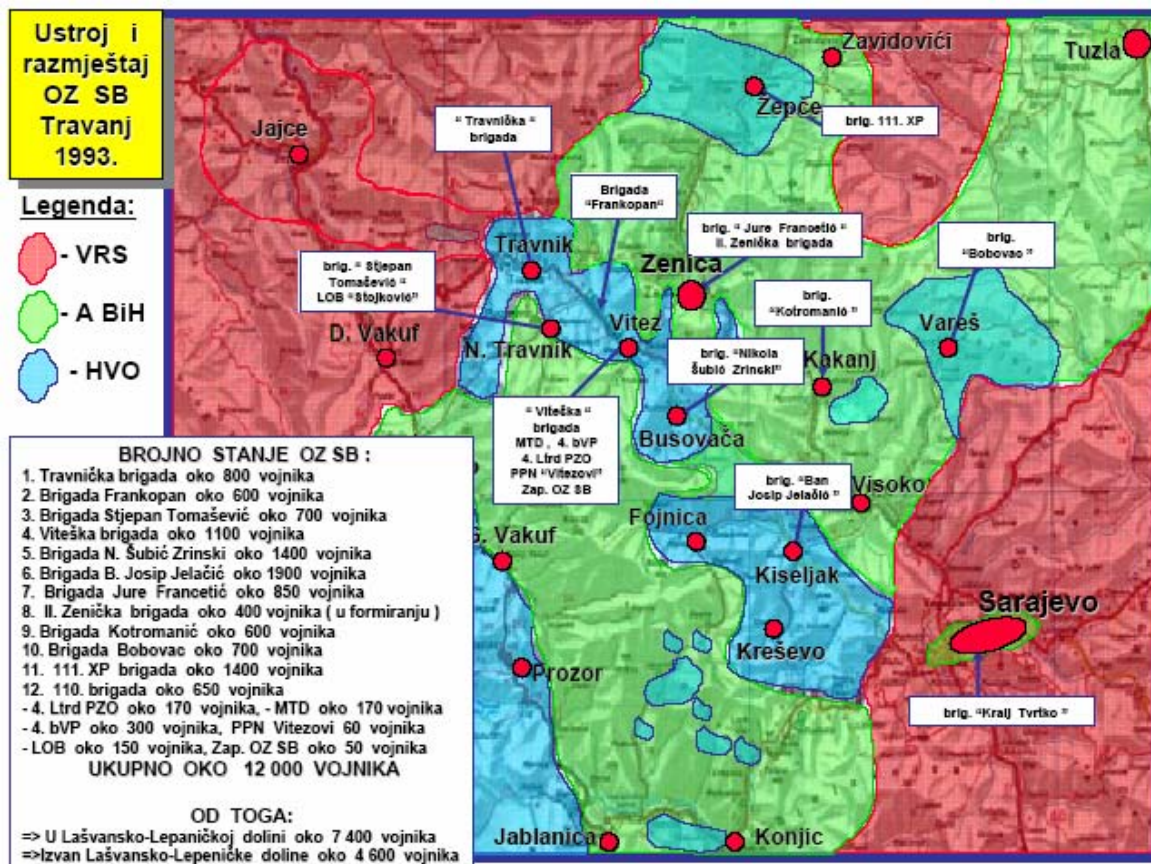 Ustroj i
razmještaj
OZ SB
Travanj
1993.
Legenda:
- VRS
- A BiH
- HVO
Jajce
Zavidovići
Tuzla
Žepče
brig. 111. XP
" Travnička "
brigada
Brigada
"Frankopan"
brig. " Jure Francetić "
II. Zenička brigada
Zenica
brig.
"Bobovac"
Travnik
brig. " Stjepan
Tomašević "
LOB "Stojković"
brig.
"Kotromanić"
D. Vakuf
N. Travnik
Vitez
Vareš
brig. "Nikola
Šubić Zrinski"
Kakanj
" Viteška "
brigada
MTD , 4. bVP
4. Ltrd PZO
PPN "Vitezovi"
Zap. OZ SB
Busovača
brig. "Ban
Josip Jelačić "
Visoko
Fojnica
G. Vakuf
Kiseljak
Sarajevo
Kreševo
Prozor
brig. "Kralj Tvrtko "
Jablanica
Konjic
BROJNO STANJE OZ SB :
1. Travnička brigada oko 800 vojnika
2. Brigada Frankopan oko 600 vojnika
3. Brigada Stjepan Tomašević oko 700 vojnika
4. Viteška brigada oko 1100 vojnika
5. Brigada N. Šubić Zrinski oko 1400 vojnika
6. Brigada B. Josip Jelačić oko 1900 vojnika
7. Brigada Jure Francetić oko 850 vojnika
8. II. Zenička brigada oko 400 vojnika ( u formiranju )
9. Brigada Kotromanić oko 600 vojnika
10. Brigada Bobovac oko 700 vojnika
11. 111. XP brigada oko 1400 vojnika
12. 110. brigada oko 650 vojnika
- 4. Ltrd PZO oko 170 vojnika, - MTD oko 170 vojnika
- 4. bVP oko 300 vojnika, PPN Vitezovi 60 vojnika
- LOB oko 150 vojnika, Zap. OZ SB oko 50 vojnika
UKUPNO OKO 12 000 VOJNIKA
OD TOGA:
=> U Lašvansko-Lepaničkoj dolini oko 7 400 vojnika
=>Izvan Lašvansko-Lepeničke doline oko 4 600 vojnika